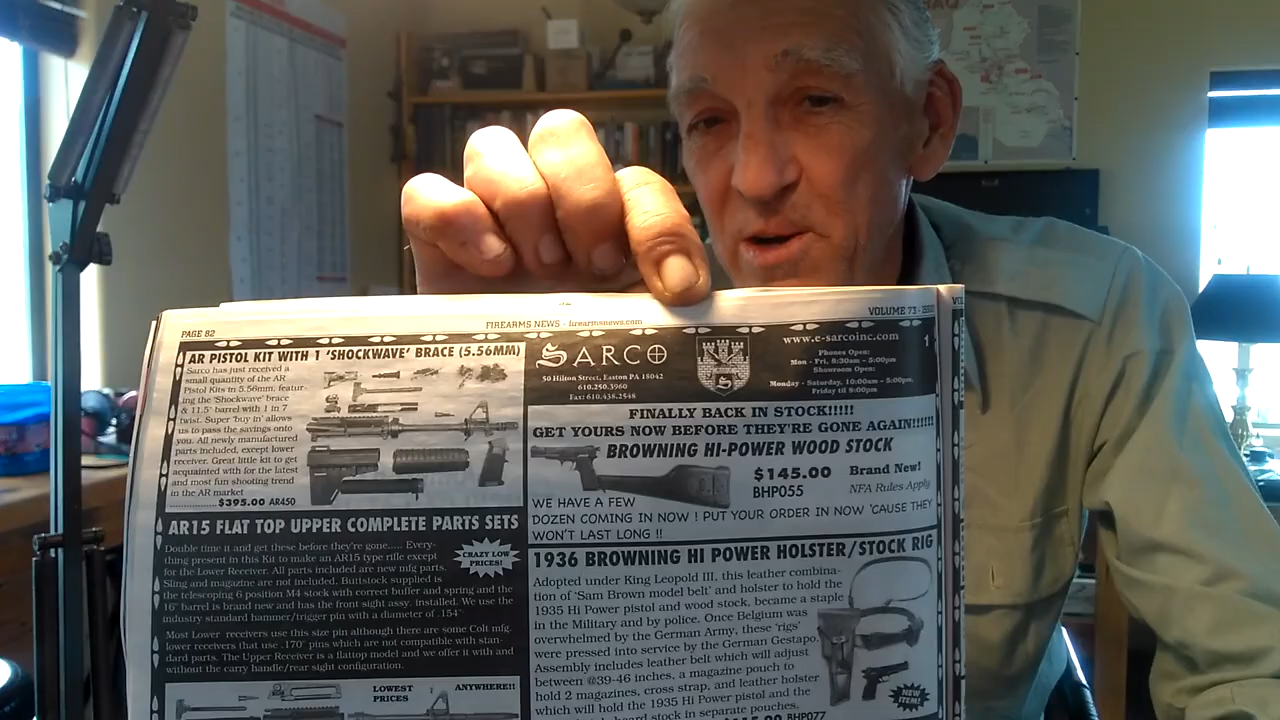 PAGE 82
FIREARMS NEWS - firearmsnews.com
VOLUME 73 - ISSUE
AR PISTOL KIT WITH 1 'SHOCKWAVE' BRACE (5.56MM)
Sarco has just received a
small quantity of the AR
Pistol Kits in 5.56mm, featur-
ing the 'Shockwave' brace
& 11.5" barrel with 1 in 7
twist. Super 'buy in' allows
us to pass the savings onto
you. All newly manufactured
parts included, except lower
receiver. Great little kit to get
acquainted with for the latest
and most fun shooting trend
in the AR market
$395.00 AR450
AR15 FLAT TOP UPPER COMPLETE PARTS SETS
Double time it and get these before they're gone..... Every-
thing present in this Kit to make an AR15 type rifle except
for the Lower Receiver. All parts included are new mfg parts.
Sling and magazine are not included. Buttstock supplied is
the telescoping 6 position M4 stock with correct buffer and spring and the
16" barrel is brand new and has the front sight assy. installed. We use the
industry standard hammer/trigger pin with a diameter of .154"
CRAZY LOW
PRICES!
Most Lower receivers use this size pin although there are some Colt mfg.
lower receivers that use .170" pins which are not compatible with stan-
dard parts. The Upper Receiver is a flattop model and we offer it with and
without the carry handle/rear sight configuration.
LOWEST
PRICES
ANYWHERE!!
SARCO
50 Hilton Street, Easton PA 18042
610.250.3960
Fax: 610.438.2548
S
www.e-sarcoinc.com
Phones Open:
Mon - Fri, 8:30am - 5:00pm
Showroom Open:
Monday - Saturday, 10:00am - 5:00pm,
Friday til 8:00pm
1
FINALLY BACK IN STOCK!!!!!
GET YOURS NOW BEFORE THEY'RE GONE AGAIN!!!!!!
BROWNING HI-POWER WOOD STOCK
$145.00
BHP055
Brand New!
NFA Rules Apply
WE HAVE A FEW
DOZEN COMING IN NOW ! PUT YOUR ORDER IN NOW 'CAUSE THEY
WON'T LAST LONG !!
1936 BROWNING HI POWER HOLSTER/STOCK RIG
Adopted under King Leopold III, this leather combina-
tion of 'Sam Brown model belt' and holster to hold the
1935 Hi Power pistol and wood stock, became a staple
in the Military and by police. Once Belgium was
overwhelmed by the German Army, these 'rigs'
were pressed into service by the German Gestapo.
Assembly includes leather belt which will adjust
between @39-46 inches, a magazine pouch to
hold 2 magazines, cross strap, and leather holster
which will hold the 1935 Hi Power pistol and the
board stock in separate pouches.
BHP077
NEW
ITEM!